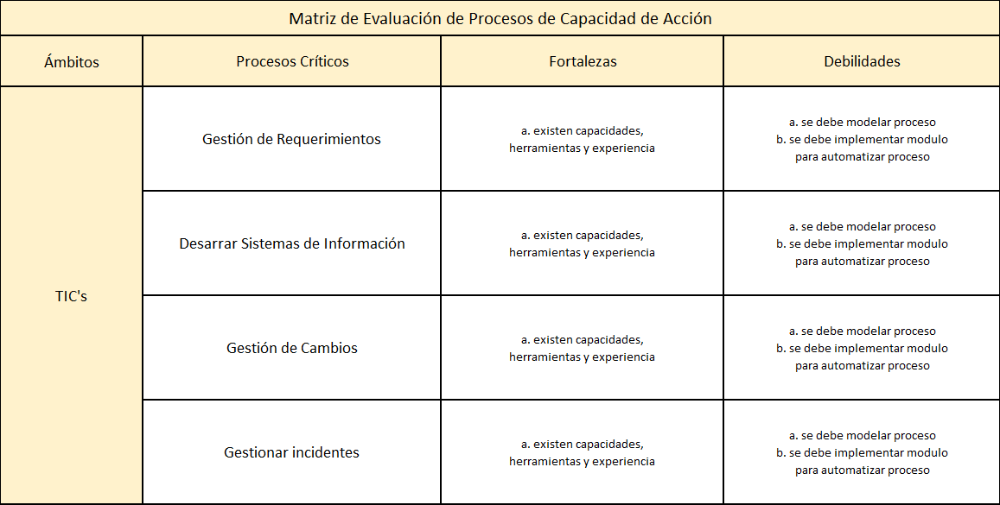 Matriz de Evaluación de Procesos de Capacidad de Acción
Ámbitos
Procesos Críticos
Fortalezas
Debilidades
TIC's
Gestión de Requerimientos
a. existen capacidades,
herramientas y experiencia
a. se debe modelar proceso
b. se debe implementar modulo
para automatizar proceso
Desarrar Sistemas de Información
a. existen capacidades,
herramientas y experiencia
a. se debe modelar proceso
b. se debe implementar modulo
para automatizar proceso
Gestión de Cambios
a. existen capacidades,
herramientas y experiencia
a. se debe modelar proceso
b. se debe implementar modulo
para automatizar proceso
Gestionar incidentes
a. existen capacidades,
herramientas y experiencia
a. se debe modelar proceso
b. se debe implementar modulo
para automatizar proceso